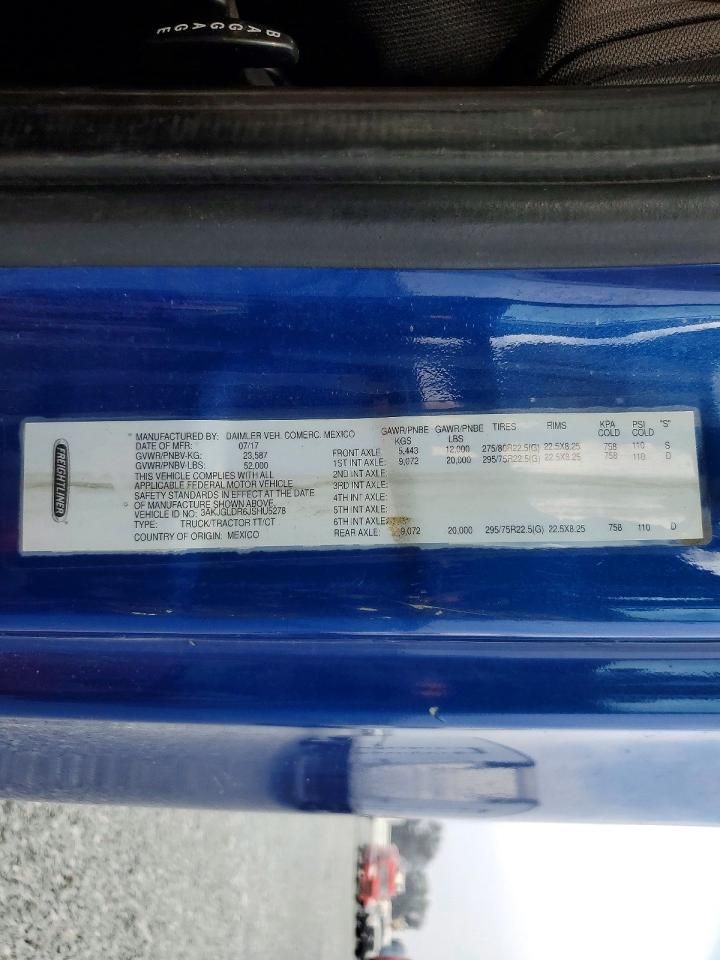 BAGGAGE
FREIGHTLINER
MANUFACTURED BY: DAIMLER VEH. COMERC. MEXICO
DATE OF MFR: 07/17
GVWR/PNBV-KG: 23,587
GVWR/PNBV-LBS: 52,000
THIS VEHICLE COMPLIES WITH ALL
APPLICABLE FEDERAL MOTOR VEHICLE
SAFETY STANDARDS IN EFFECT AT THE DATE
OF MANUFACTURE SHOWN ABOVE.
VEHICLE ID NO: 3AKJGLDR6JSHU5278
TYPE: TRUCK/TRACTOR TT/CT
COUNTRY OF ORIGIN: MEXICO
GAWR/PNBE GAWR/PNBE TIRES RIMS KPA PSI "S"
KGS LBS COLD COLD
FRONT AXLE: 5,443 12,000 275/80R22.5(G) 22.5X8.25 758 110 S
1ST INT AXLE: 9,072 20,000 295/75R22.5(G) 22.5X8.25 758 110 D
2ND INT AXLE:
3RD INT AXLE:
4TH INT AXLE:
5TH INT AXLE:
6TH INT AXLE:
REAR AXLE: 9,072 20,000 295/75R22.5(G) 22.5X8.25 758 110 D